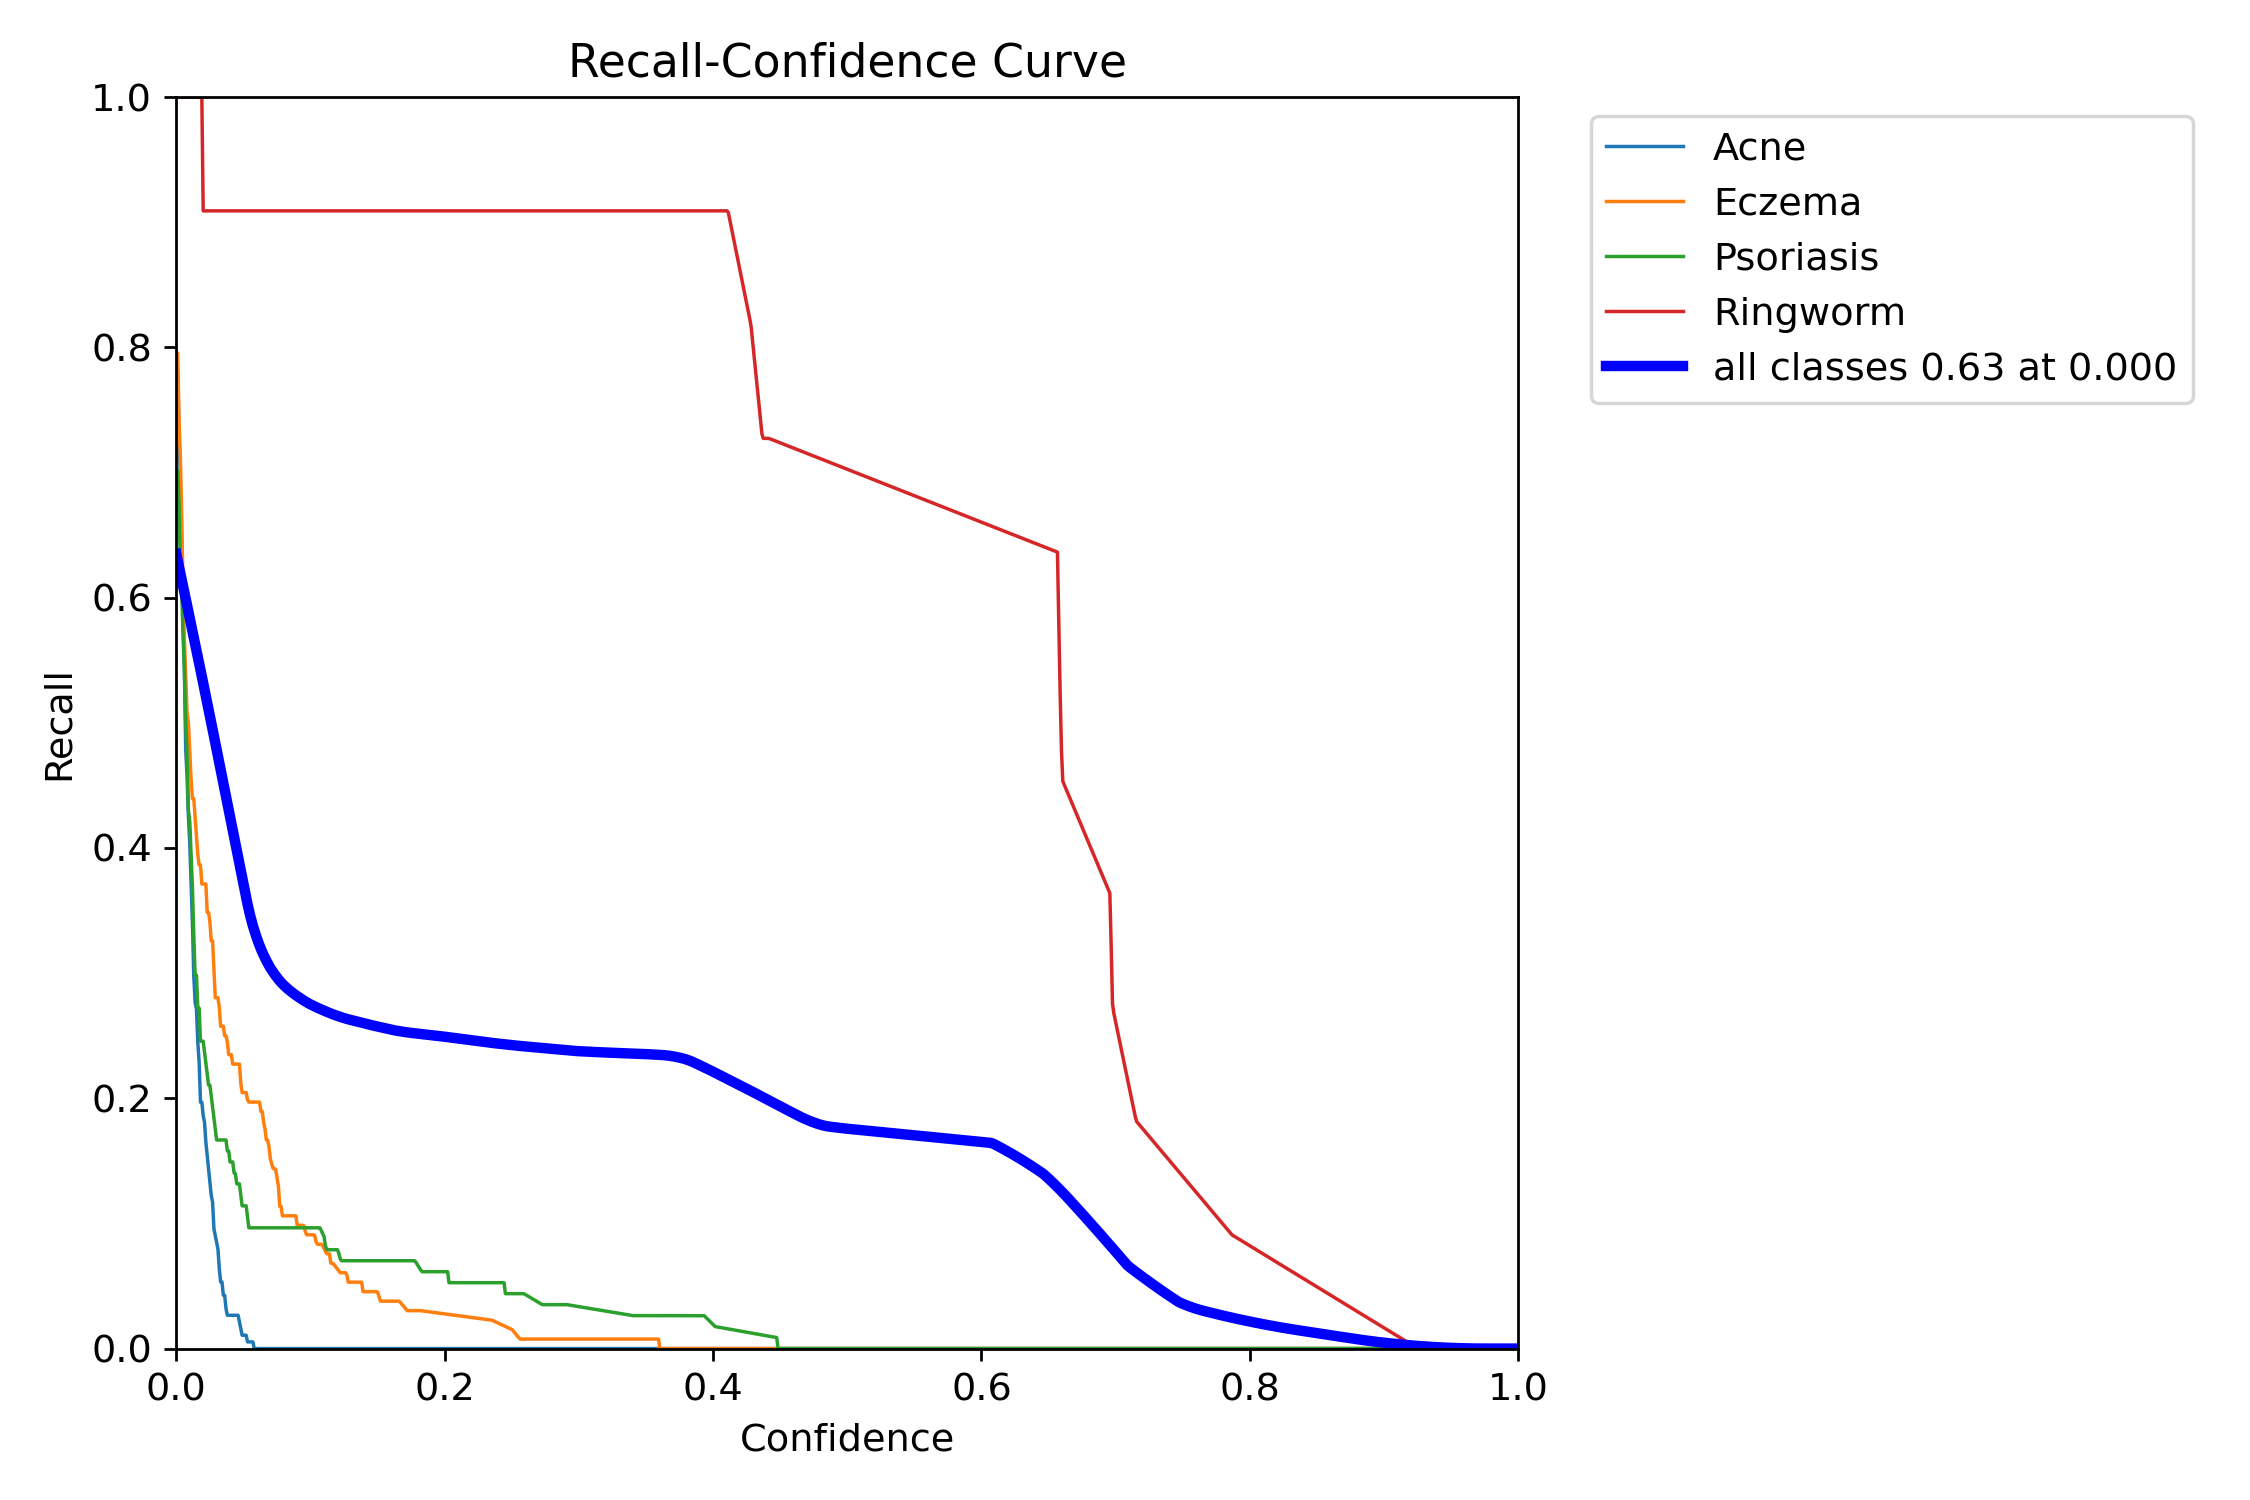 Recall-Confidence Curve
1.0
0.8
0.6
0.4
0.2
0.0
Recall
0.0 0.2 0.4 0.6 0.8 1.0
Confidence
Acne
Eczema
Psoriasis
Ringworm
all classes 0.63 at 0.000